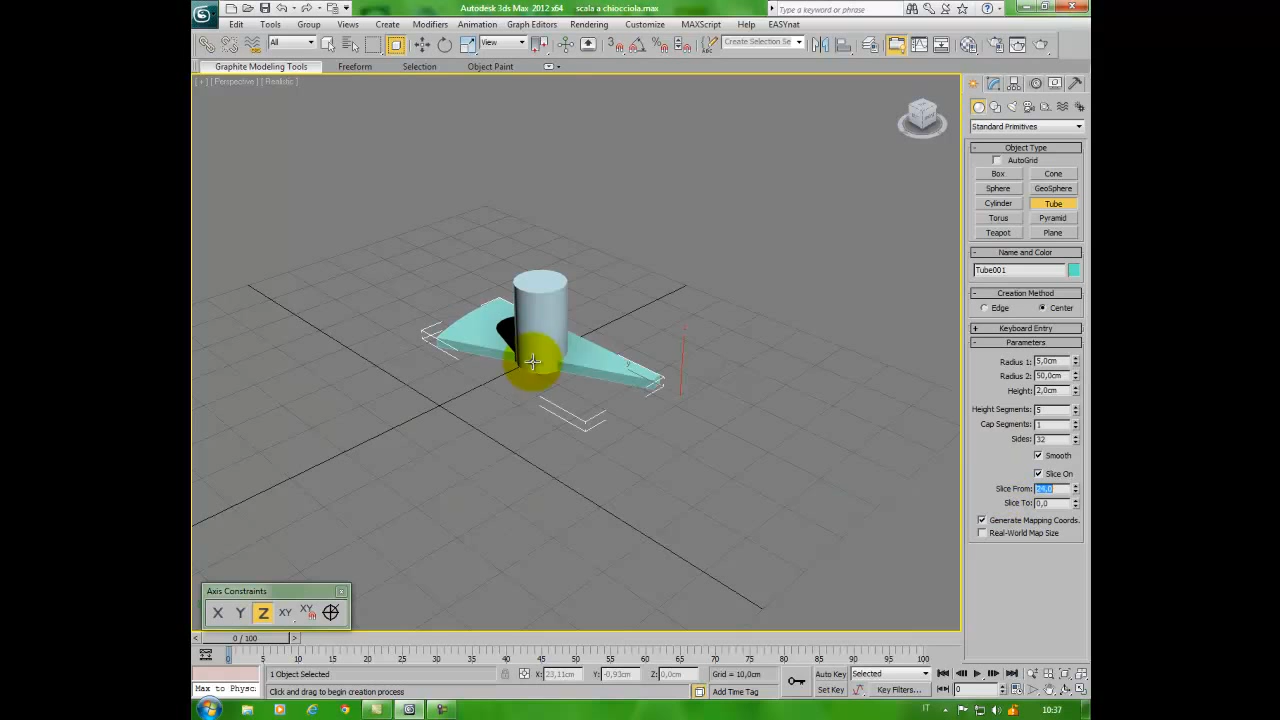 Autodesk 3ds Max 2012 x64 scala a chiocciola.max
Type a keyword or phrase
Edit Tools Group Views Create Modifiers Animation Graph Editors Rendering Customize MAXScript Help EASYnat
All View Create Selection Se
Graphite Modeling Tools Freeform Selection Object Paint
[ + ] [ Perspective ] [ Realistic ]
Standard Primitives
- Object Type
AutoGrid
Box Cone
Sphere GeoSphere
Cylinder Tube
Torus Pyramid
Teapot Plane
- Name and Color
Tube001
- Creation Method
Edge Center
+ Keyboard Entry
- Parameters
Radius 1: 5,0cm
Radius 2: 50,0cm
Height: 2,0cm
Height Segments: 5
Cap Segments: 1
Sides: 32
Smooth
Slice On
Slice From: 24,0
Slice To: 0,0
Generate Mapping Coords.
Real-World Map Size
Axis Constraints
X Y Z XY XY
0 / 100
0 5 10 15 20 25 30 35 40 45 50 55 60 65 70 75 80 85 90 95 100
1 Object Selected X: 23,11cm Y: -0,93cm Z: 0,0cm Grid = 10,0cm Auto Key Selected
Max to Physc Click and drag to begin creation process Add Time Tag Set Key Key Filters... 0
IT 10:37